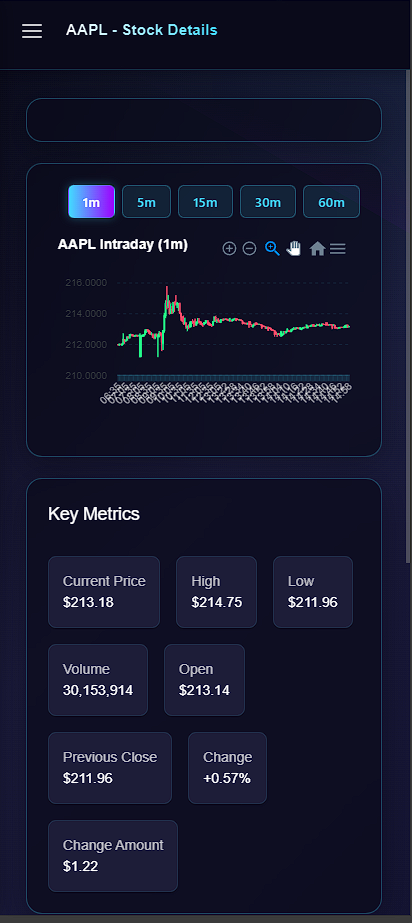 AAPL - Stock Details
1m 5m 15m 30m 60m
AAPL Intraday (1m)
216.0000
214.0000
212.0000
210.0000
Key Metrics
Current Price High Low
$213.18 $214.75 $211.96
Volume Open
30,153,914 $213.14
Previous Close Change
$211.96 +0.57%
Change Amount
$1.22